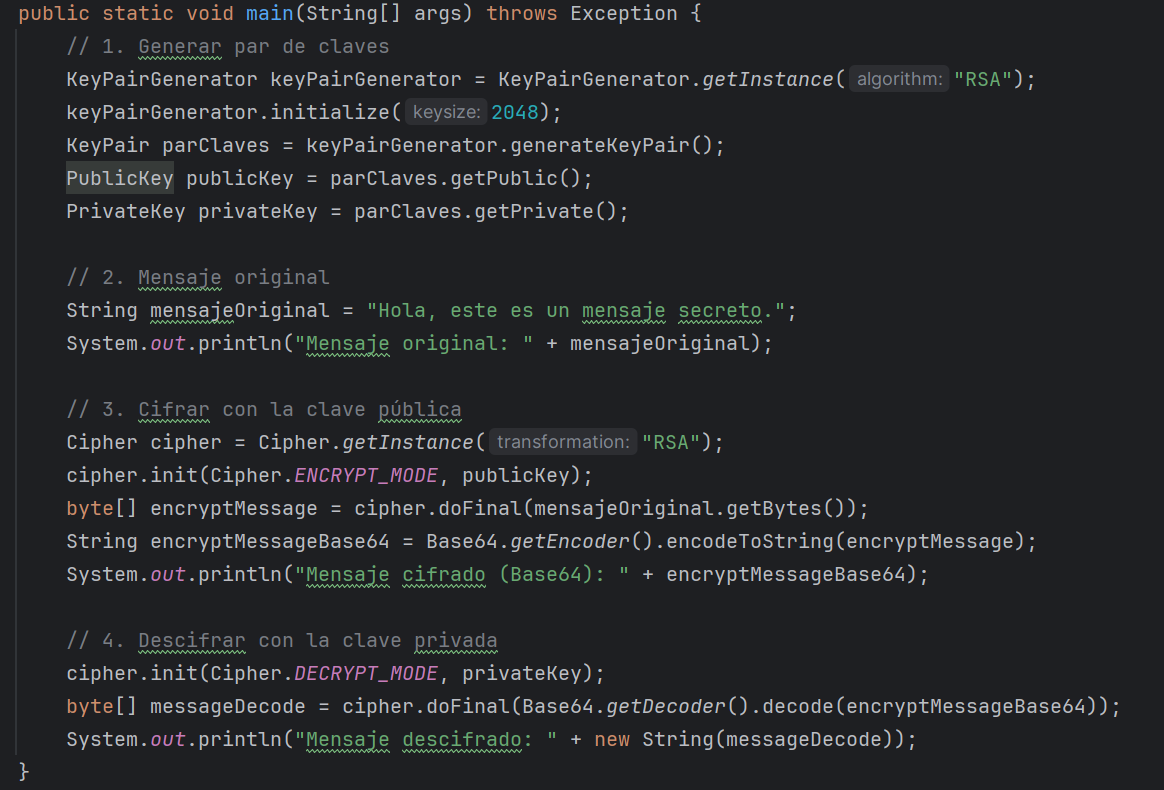 public static void main(String[] args) throws Exception {
// 1. Generar par de claves
KeyPairGenerator keyPairGenerator = KeyPairGenerator.getInstance( algorithm: "RSA");
keyPairGenerator.initialize( keysize: 2048);
KeyPair parClaves = keyPairGenerator.generateKeyPair();
PublicKey publicKey = parClaves.getPublic();
PrivateKey privateKey = parClaves.getPrivate();
// 2. Mensaje original
String mensajeOriginal = "Hola, este es un mensaje secreto.";
System.out.println("Mensaje original: " + mensajeOriginal);
// 3. Cifrar con la clave pública
Cipher cipher = Cipher.getInstance( transformation: "RSA");
cipher.init(Cipher.ENCRYPT_MODE, publicKey);
byte[] encryptMessage = cipher.doFinal(mensajeOriginal.getBytes());
String encryptMessageBase64 = Base64.getEncoder().encodeToString(encryptMessage);
System.out.println("Mensaje cifrado (Base64): " + encryptMessageBase64);
// 4. Descifrar con la clave privada
cipher.init(Cipher.DECRYPT_MODE, privateKey);
byte[] messageDecode = cipher.doFinal(Base64.getDecoder().decode(encryptMessageBase64));
System.out.println("Mensaje descifrado: " + new String(messageDecode));
}